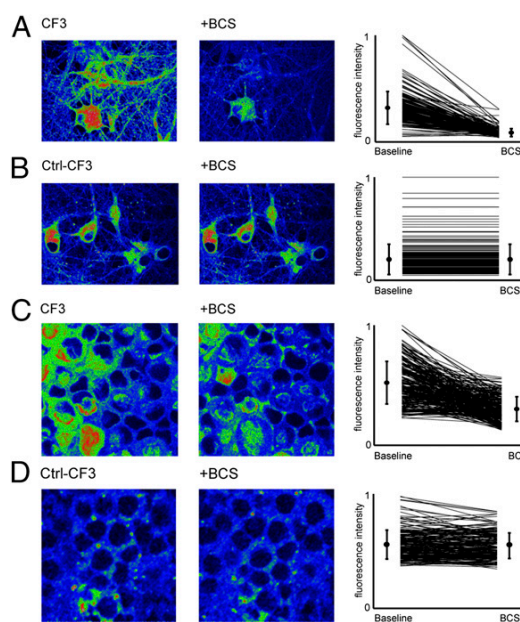 A
CF3
+BCS
1
fluorescence intensity
0
Baseline
BCS
B
Ctrl-CF3
+BCS
1
fluorescence intensity
0
Baseline
BCS
C
CF3
+BCS
1
fluorescence intensity
0
Baseline
BC
D
Ctrl-CF3
+BCS
1
fluorescence intensity
0
Baseline
BCS